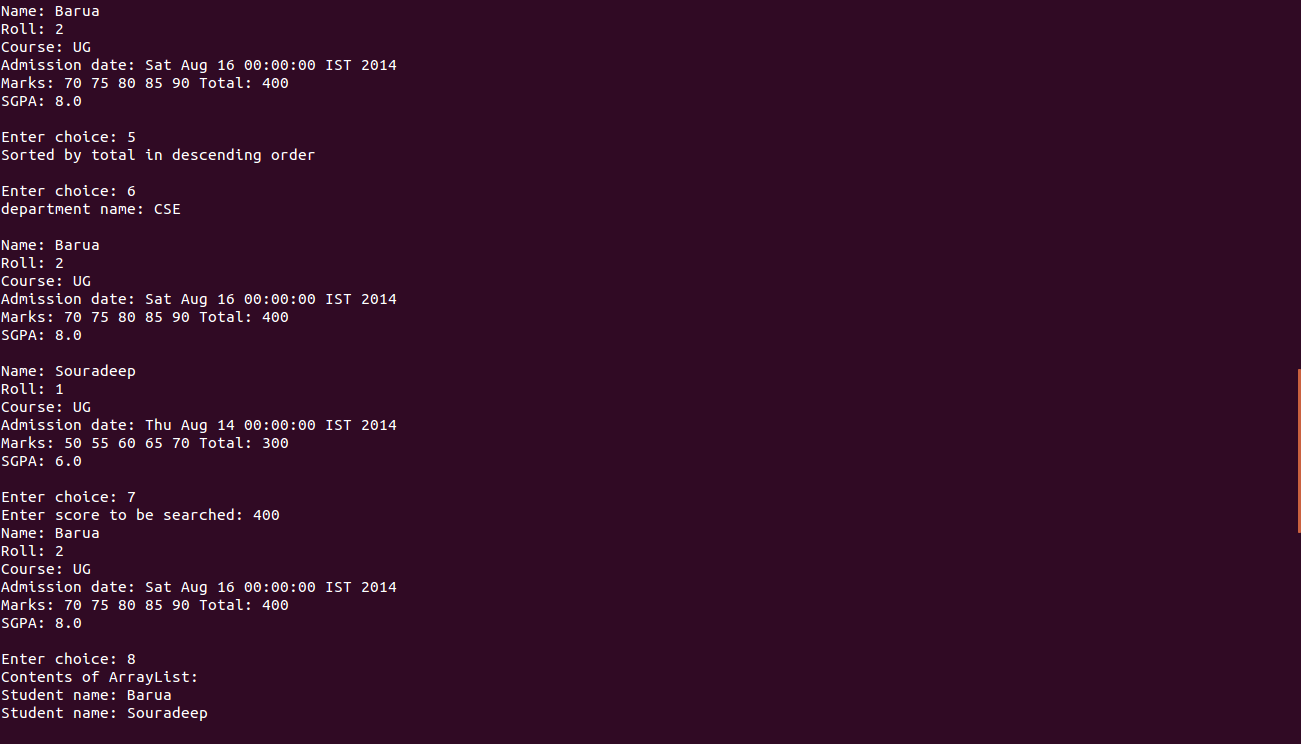 Name: Barua
Roll: 2
Course: UG
Admission date: Sat Aug 16 00:00:00 IST 2014
Marks: 70 75 80 85 90 Total: 400
SGPA: 8.0
Enter choice: 5
Sorted by total in descending order
Enter choice: 6
department name: CSE
Name: Barua
Roll: 2
Course: UG
Admission date: Sat Aug 16 00:00:00 IST 2014
Marks: 70 75 80 85 90 Total: 400
SGPA: 8.0
Name: Souradeep
Roll: 1
Course: UG
Admission date: Thu Aug 14 00:00:00 IST 2014
Marks: 50 55 60 65 70 Total: 300
SGPA: 6.0
Enter choice: 7
Enter score to be searched: 400
Name: Barua
Roll: 2
Course: UG
Admission date: Sat Aug 16 00:00:00 IST 2014
Marks: 70 75 80 85 90 Total: 400
SGPA: 8.0
Enter choice: 8
Contents of ArrayList:
Student name: Barua
Student name: Souradeep